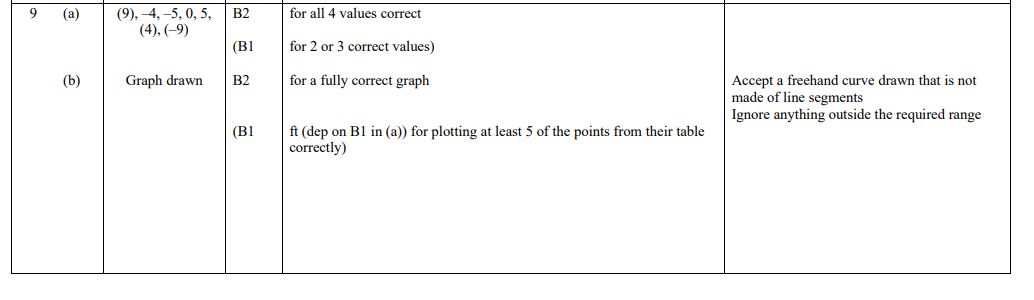 9 (a) (9), –4, –5, 0, 5, B2 for all 4 values correct
(4), (–9)
(B1 for 2 or 3 correct values)
(b) Graph drawn B2 for a fully correct graph Accept a freehand curve drawn that is not
made of line segments
Ignore anything outside the required range
(B1 ft (dep on B1 in (a)) for plotting at least 5 of the points from their table
correctly)